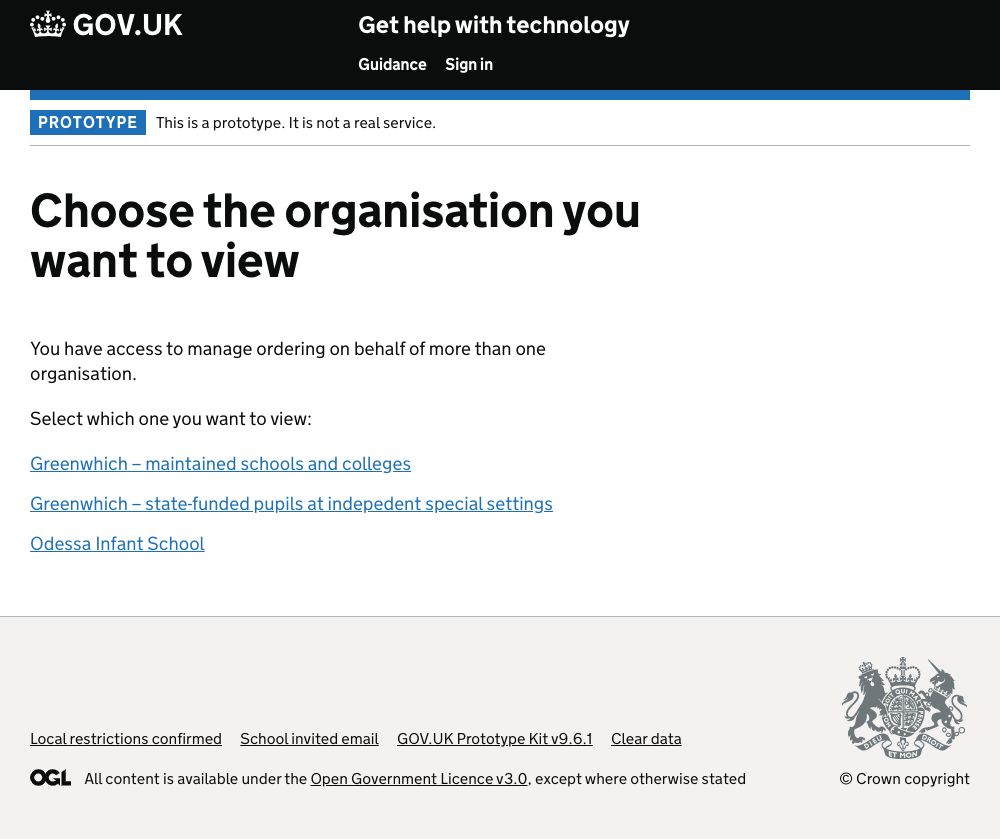 GOV.UK
Get help with technology
Guidance Sign in
PROTOTYPE This is a prototype. It is not a real service.
Choose the organisation you
want to view
You have access to manage ordering on behalf of more than one
organisation.
Select which one you want to view:
Greenwhich – maintained schools and colleges
Greenwhich – state-funded pupils at indepedent special settings
Odessa Infant School
Local restrictions confirmed School invited email GOV.UK Prototype Kit v9.6.1 Clear data
OGL All content is available under the Open Government Licence v3.0, except where otherwise stated
DIEU ET MON DROIT
© Crown copyright